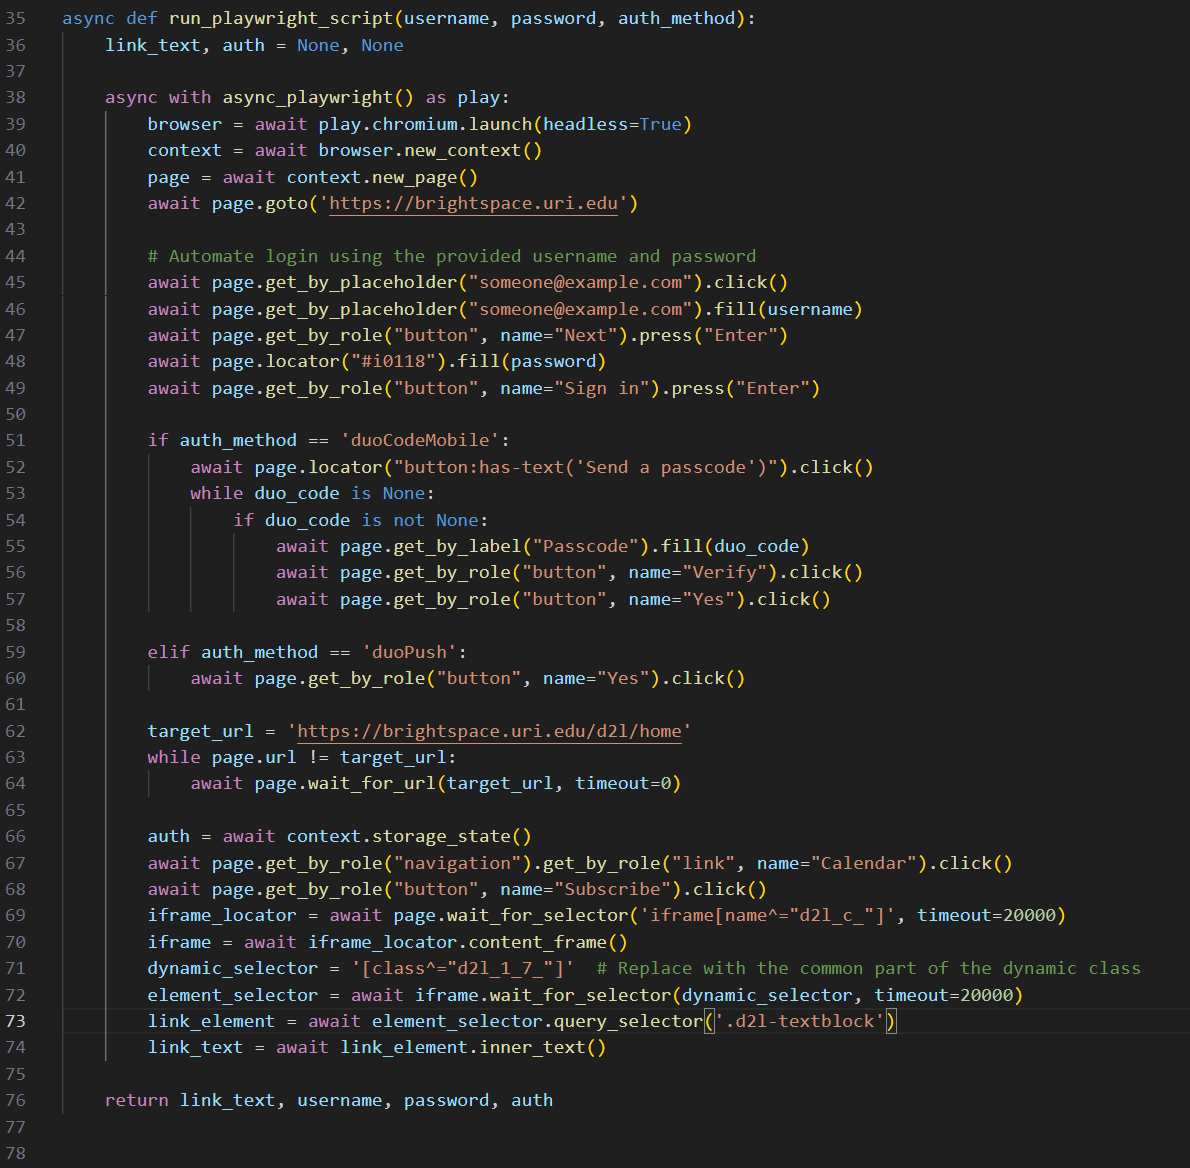 35 async def run_playwright_script(username, password, auth_method):
36     link_text, auth = None, None
37
38     async with async_playwright() as play:
39         browser = await play.chromium.launch(headless=True)
40         context = await browser.new_context()
41         page = await context.new_page()
42         await page.goto('https://brightspace.uri.edu')
43
44         # Automate login using the provided username and password
45         await page.get_by_placeholder("someone@example.com").click()
46         await page.get_by_placeholder("someone@example.com").fill(username)
47         await page.get_by_role("button", name="Next").press("Enter")
48         await page.locator("#i0118").fill(password)
49         await page.get_by_role("button", name="Sign in").press("Enter")
50
51         if auth_method == 'duoCodeMobile':
52             await page.locator("button:has-text('Send a passcode')").click()
53             while duo_code is None:
54                 if duo_code is not None:
55                     await page.get_by_label("Passcode").fill(duo_code)
56                     await page.get_by_role("button", name="Verify").click()
57                     await page.get_by_role("button", name="Yes").click()
58
59         elif auth_method == 'duoPush':
60             await page.get_by_role("button", name="Yes").click()
61
62         target_url = 'https://brightspace.uri.edu/d2l/home'
63         while page.url != target_url:
64             await page.wait_for_url(target_url, timeout=0)
65
66         auth = await context.storage_state()
67         await page.get_by_role("navigation").get_by_role("link", name="Calendar").click()
68         await page.get_by_role("button", name="Subscribe").click()
69         iframe_locator = await page.wait_for_selector('iframe[name^="d2l_c_"]', timeout=20000)
70         iframe = await iframe_locator.content_frame()
71         dynamic_selector = '[class^="d2l_1_7_"]'  # Replace with the common part of the dynamic class
72         element_selector = await iframe.wait_for_selector(dynamic_selector, timeout=20000)
73         link_element = await element_selector.query_selector('.d2l-textblock')
74         link_text = await link_element.inner_text()
75
76     return link_text, username, password, auth
77
78